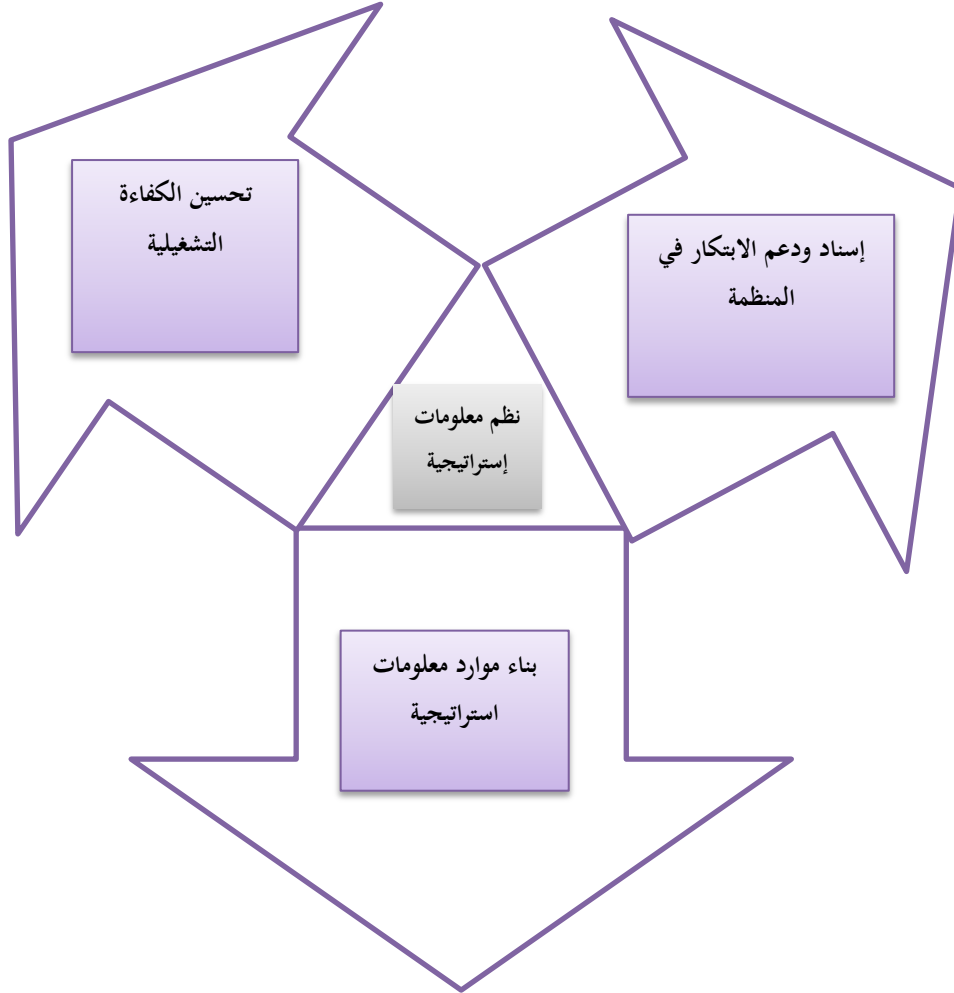 تحسين الكفاءة
التشغيلية
إسناد ودعم الابتكار في
المنظمة
نظم معلومات
إستراتيجية
بناء موارد معلومات
استراتيجية